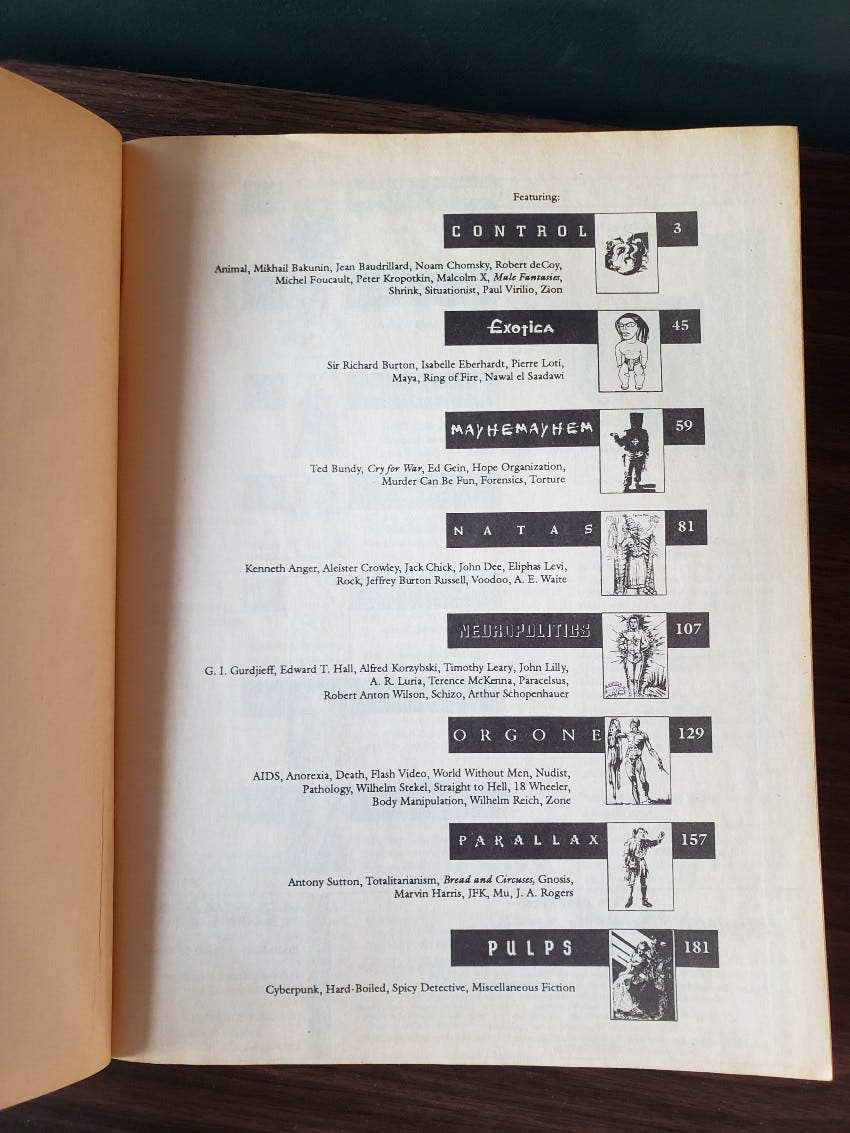 Featuring:
CONTROL 3
Animal, Mikhail Bakunin, Jean Baudrillard, Noam Chomsky, Robert deCoy,
Michel Foucault, Peter Kropotkin, Malcolm X, Male Fantasies,
Shrink, Situationist, Paul Virilio, Zion
Exotica 45
Sir Richard Burton, Isabelle Eberhardt, Pierre Loti,
Maya, Ring of Fire, Nawal el Saadawi
MAYHEMAYHEM 59
Ted Bundy, Cry for War, Ed Gein, Hope Organization,
Murder Can Be Fun, Forensics, Torture
NATAS 81
Kenneth Anger, Aleister Crowley, Jack Chick, John Dee, Eliphas Levi,
Rock, Jeffrey Burton Russell, Voodoo, A. E. Waite
NEUROPOLITICS 107
G. I. Gurdjieff, Edward T. Hall, Alfred Korzybski, Timothy Leary, John Lilly,
A. R. Luria, Terence McKenna, Paracelsus,
Robert Anton Wilson, Schizo, Arthur Schopenhauer
ORGONE 129
AIDS, Anorexia, Death, Flash Video, World Without Men, Nudist,
Pathology, Wilhelm Stekel, Straight to Hell, 18 Wheeler,
Body Manipulation, Wilhelm Reich, Zone
PARALLAX 157
Antony Sutton, Totalitarianism, Bread and Circuses, Gnosis,
Marvin Harris, JFK, Mu, J. A. Rogers
PULPS 181
Cyberpunk, Hard-Boiled, Spicy Detective, Miscellaneous Fiction